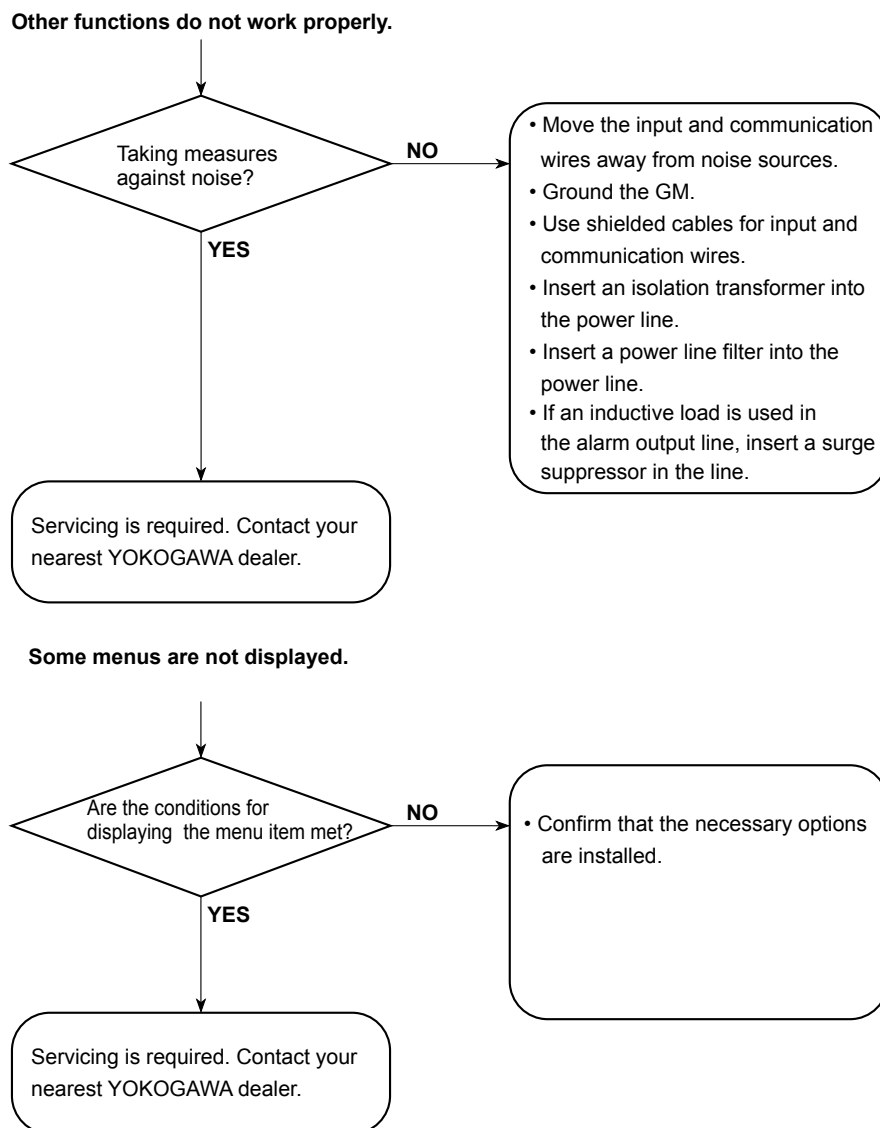 Other functions do not work properly.
Taking measures
against noise?
NO
YES
• Move the input and communication
wires away from noise sources.
• Ground the GM.
• Use shielded cables for input and
communication wires.
• Insert an isolation transformer into
the power line.
• Insert a power line filter into the
power line.
• If an inductive load is used in
the alarm output line, insert a surge
suppressor in the line.
Servicing is required. Contact your
nearest YOKOGAWA dealer.
Some menus are not displayed.
Are the conditions for
displaying the menu item met?
NO
YES
• Confirm that the necessary options
are installed.
Servicing is required. Contact your
nearest YOKOGAWA dealer.